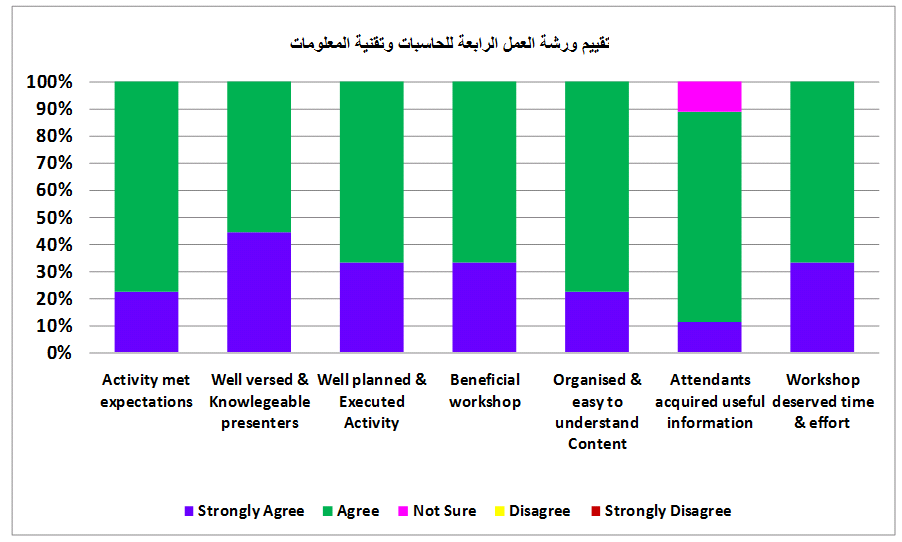 تقييم ورشة العمل الرابعة للحاسبات وتقنية المعلومات
100%
90%
80%
70%
60%
50%
40%
30%
20%
10%
0%
Activity met
expectations
Well versed &
Knowlegeable
presenters
Well planned &
Executed
Activity
Beneficial
workshop
Organised &
easy to
understand
Content
Attendants
acquired useful
information
Workshop
deserved time
& effort
Strongly Agree
Agree
Not Sure
Disagree
Strongly Disagree